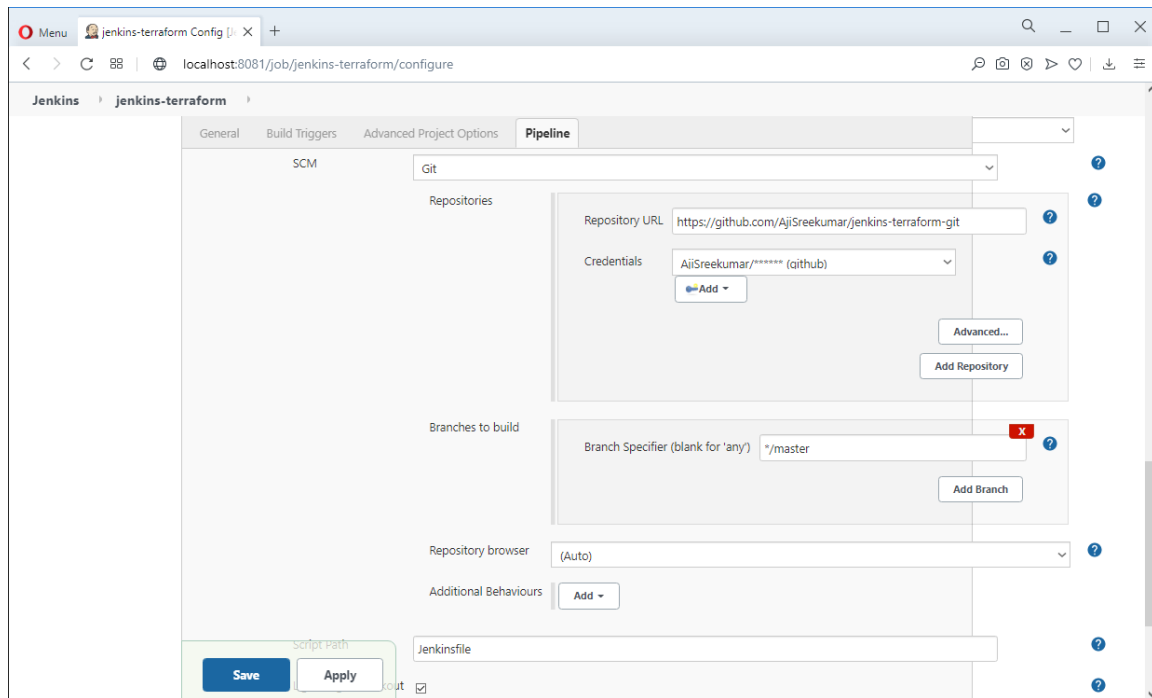 Menu jenkins-terraform Config [J
localhost:8081/job/jenkins-terraform/configure
Jenkins jenkins-terraform
General Build Triggers Advanced Project Options Pipeline
SCM Git
Repositories
Repository URL https://github.com/AjiSreekumar/jenkins-terraform-git
Credentials AjiSreekumar/****** (github)
Add
Advanced...
Add Repository
Branches to build
X
Branch Specifier (blank for 'any') */master
Add Branch
Repository browser (Auto)
Additional Behaviours Add
Script Path Jenkinsfile
Save Apply